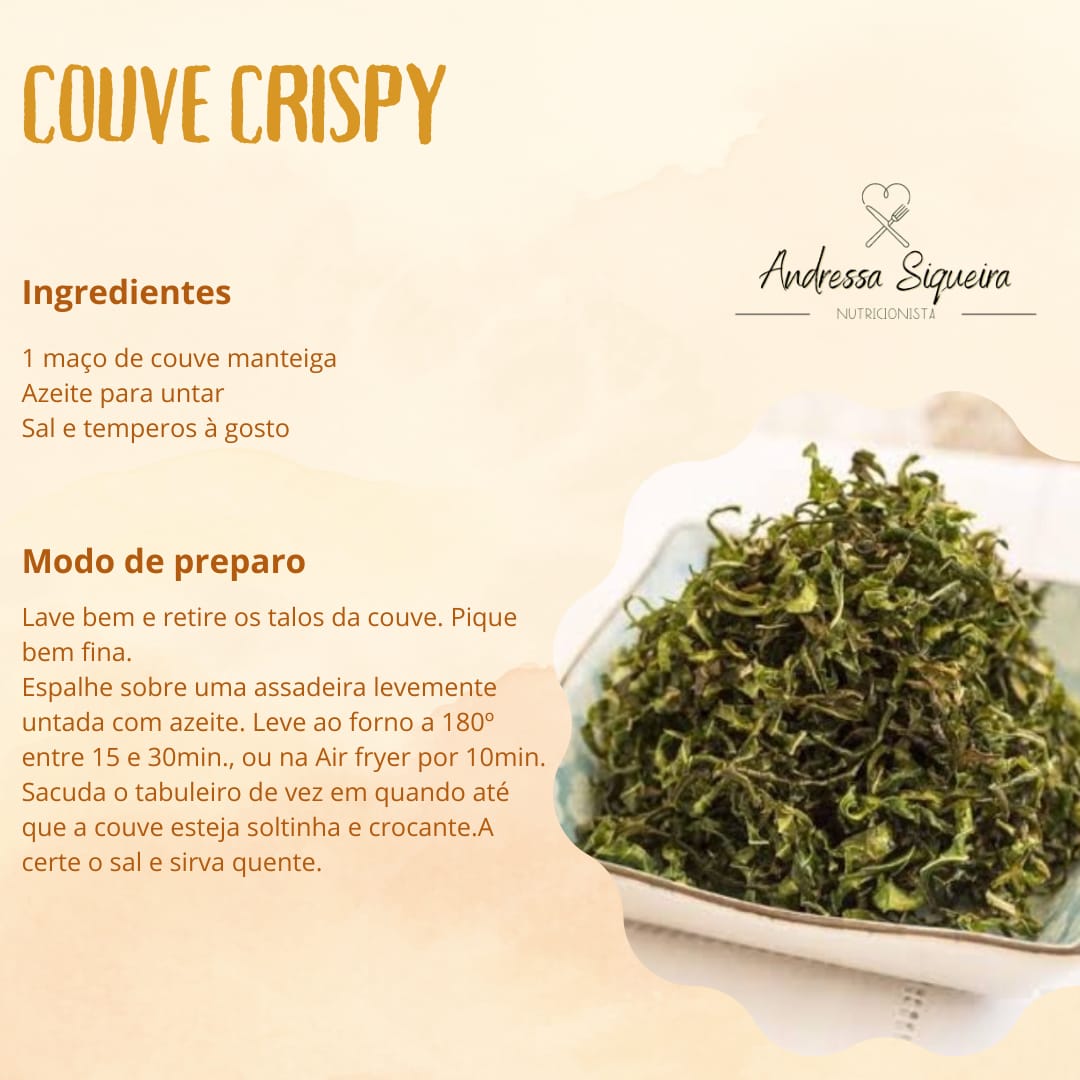 COUVE CRISPY
Andressa Siqueira
NUTRICIONISTA
Ingredientes
1 maço de couve manteiga
Azeite para untar
Sal e temperos à gosto
Modo de preparo
Lave bem e retire os talos da couve. Pique
bem fina.
Espalhe sobre uma assadeira levemente
untada com azeite. Leve ao forno a 180º
entre 15 e 30min., ou na Air fryer por 10min.
Sacuda o tabuleiro de vez em quando até
que a couve esteja soltinha e crocante.A
certe o sal e sirva quente.